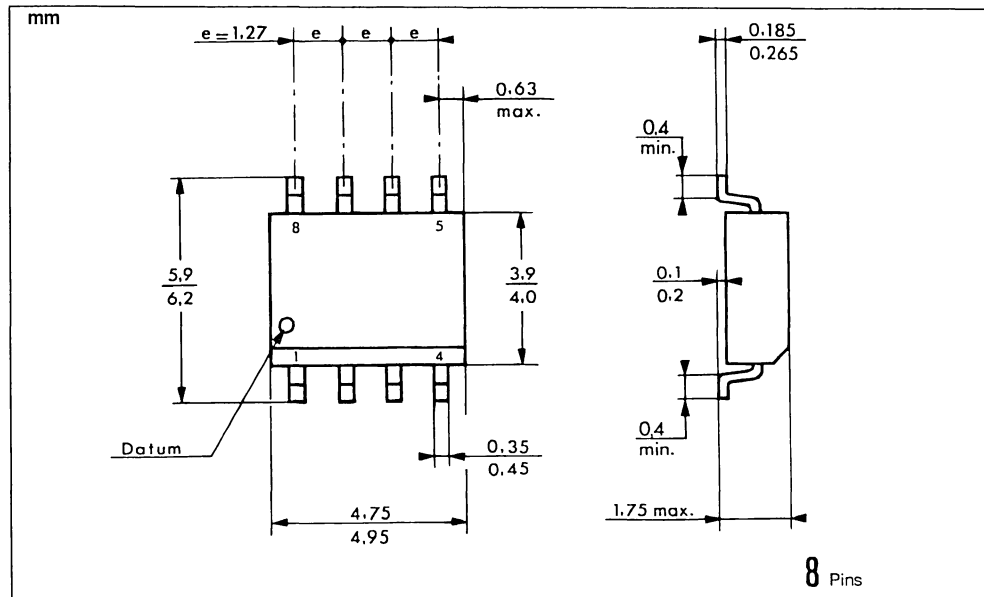 mm
e = 1,27 e e e
0,185
0,265
0,63
max.
0,4
min.
8 5
5,9
6,2
3,9
4,0
0,1
0,2
1 4
Datum
0,35
0,45
0,4
min.
4,75
4,95
1,75 max.
8 Pins